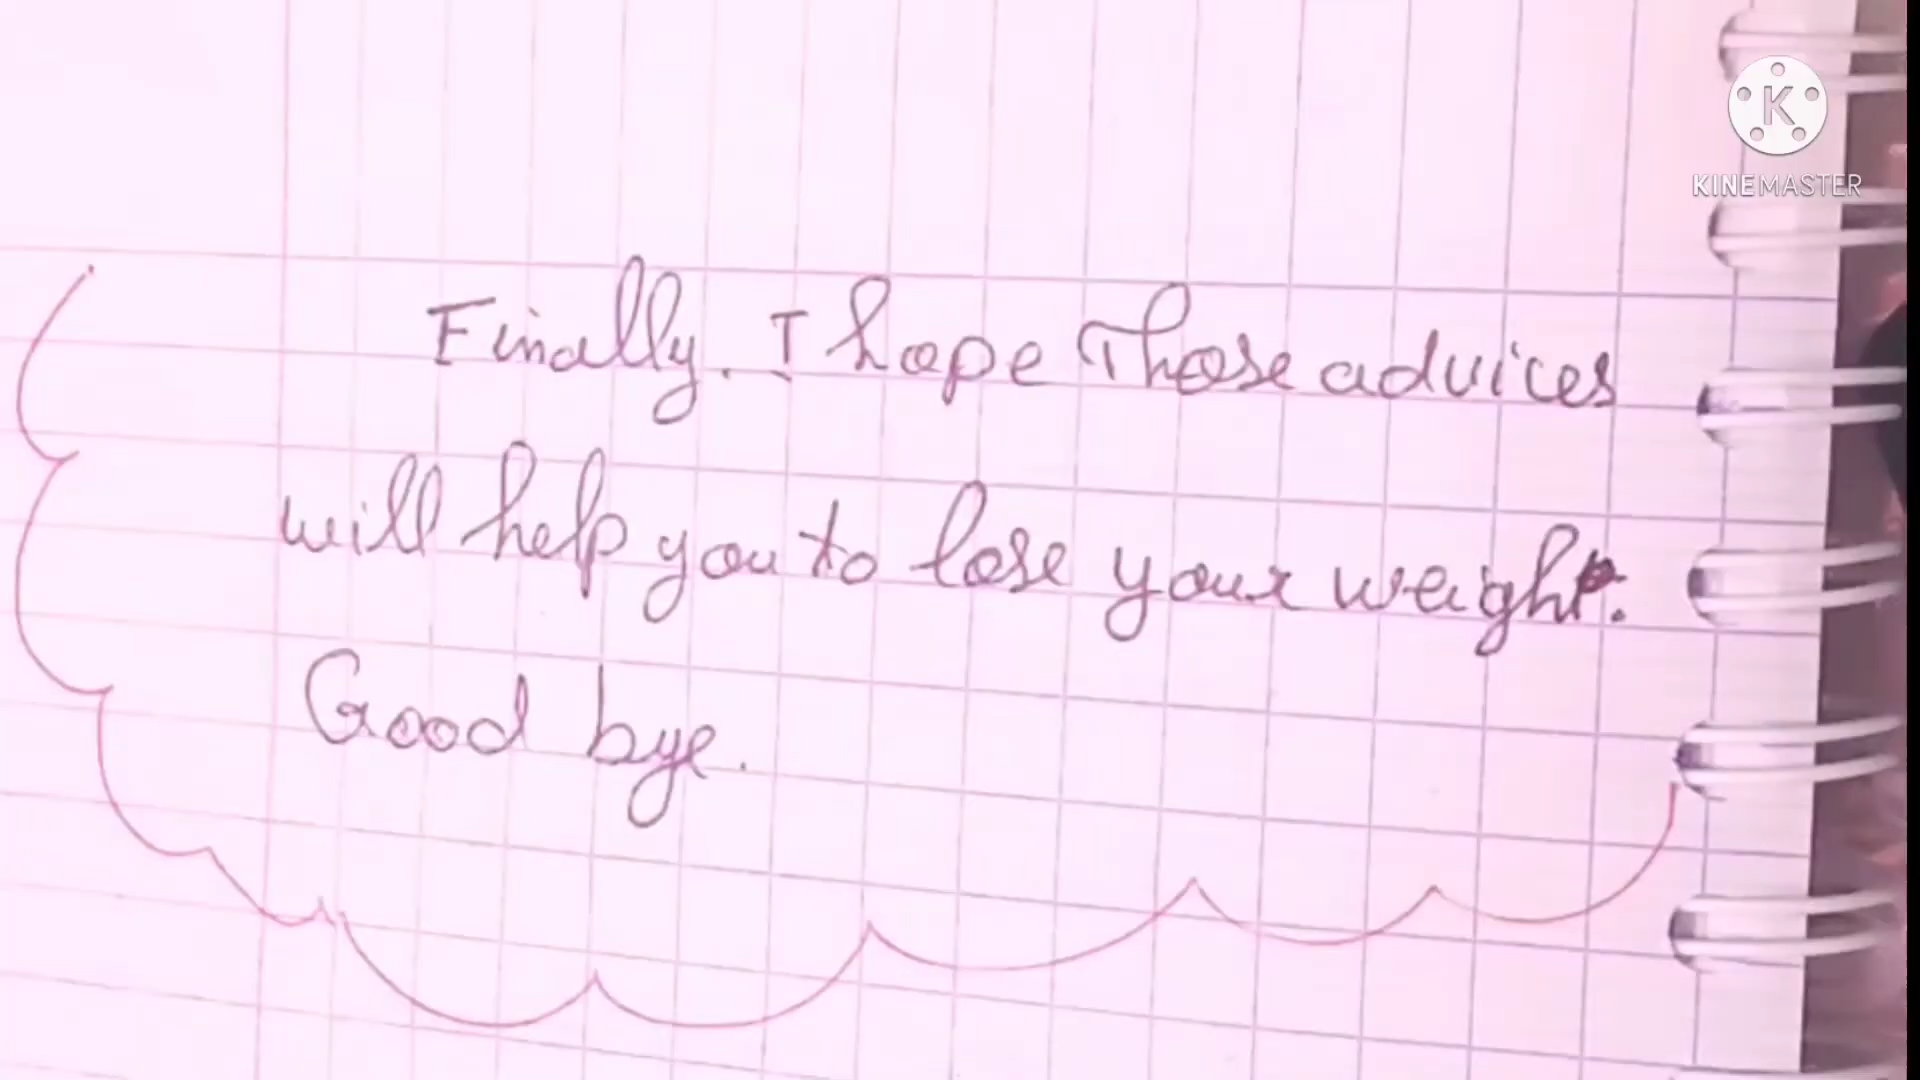 K
KINEMASTER
Finally. I hope those advices
will help you to lose your weight.
Good bye.